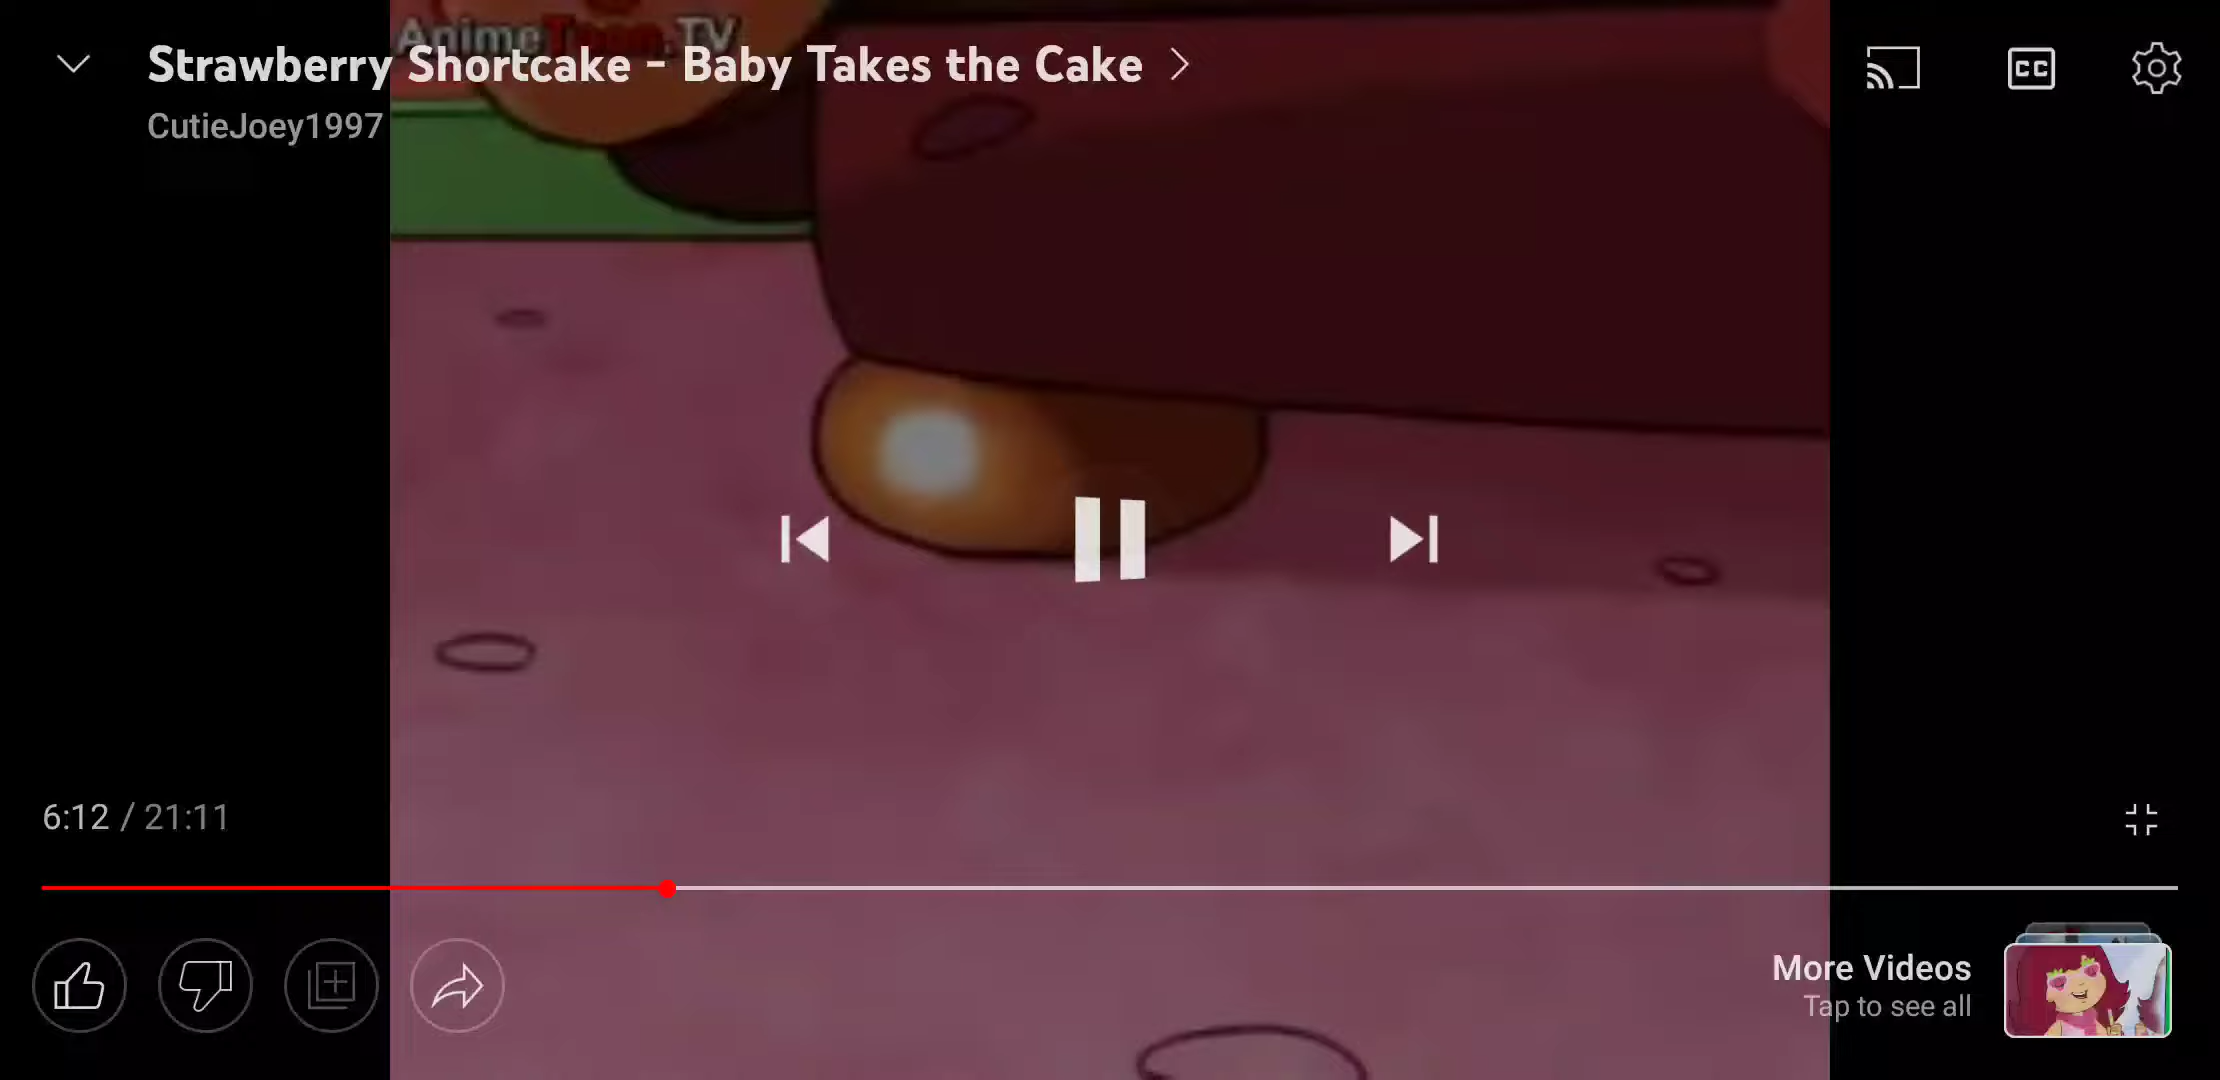 AnimeToon.TV
Strawberry Shortcake - Baby Takes the Cake
CutieJoey1997
CC
6:12 / 21:11
More Videos
Tap to see all